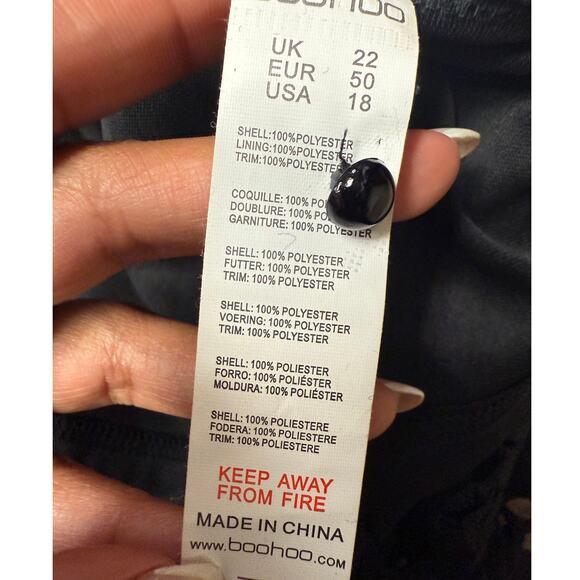 boohoo
UK 22
EUR 50
USA 18
SHELL:100%POLYESTER
LINING:100%POLYESTER
TRIM:100%POLYESTER
COQUILLE: 100%
DOUBLURE: 100%
GARNITURE: 100% POLYESTER
SHELL: 100% POLYESTER
FUTTER: 100% POLYESTER
TRIM: 100% POLYESTER
SHELL: 100% POLYESTER
VOERING: 100% POLYESTER
TRIM: 100% POLYESTER
SHELL: 100% POLIESTER
FORRO: 100% POLIÉSTER
MOLDURA: 100% POLIÉSTER
SHELL: 100% POLIESTERE
FODERA: 100% POLIESTERE
TRIM: 100% POLIESTERE
KEEP AWAY
FROM FIRE
MADE IN CHINA
www.boohoo.com